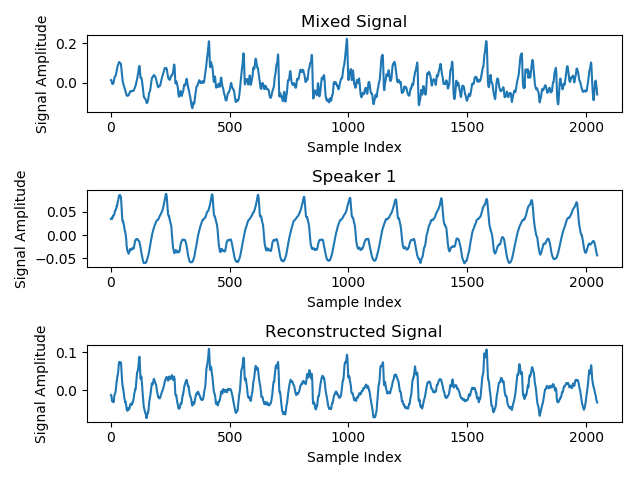 Mixed Signal
Signal Amplitude
0.2
0.0
0 500 1000 1500 2000
Sample Index
Speaker 1
Signal Amplitude
0.05
0.00
−0.05
0 500 1000 1500 2000
Sample Index
Reconstructed Signal
Signal Amplitude
0.1
0.0
0 500 1000 1500 2000
Sample Index